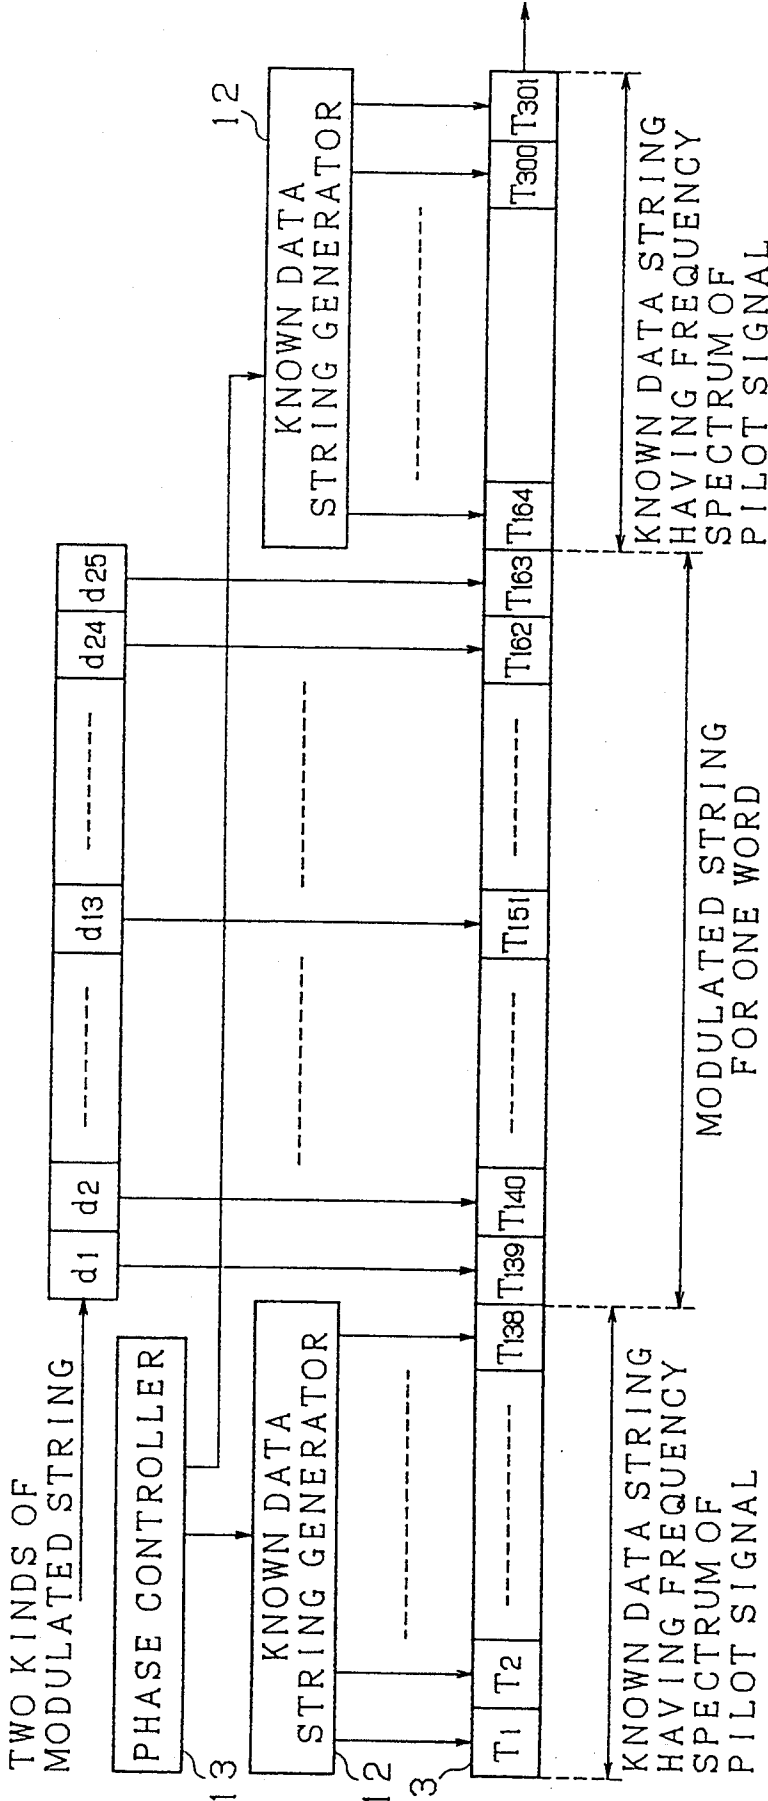 TWO KINDS OF
MODULATED STRING
d1
d2
d13
d24
d25
PHASE CONTROLLER
13
KNOWN DATA
STRING GENERATOR
12
KNOWN DATA
STRING GENERATOR
12
3
T1
T2
T138
T139
T140
T151
T162
T163
T164
T300
T301
KNOWN DATA STRING
HAVING FREQUENCY
SPECTRUM OF
PILOT SIGNAL
MODULATED STRING
FOR ONE WORD
KNOWN DATA STRING
HAVING FREQUENCY
SPECTRUM OF
PILOT SIGNAL